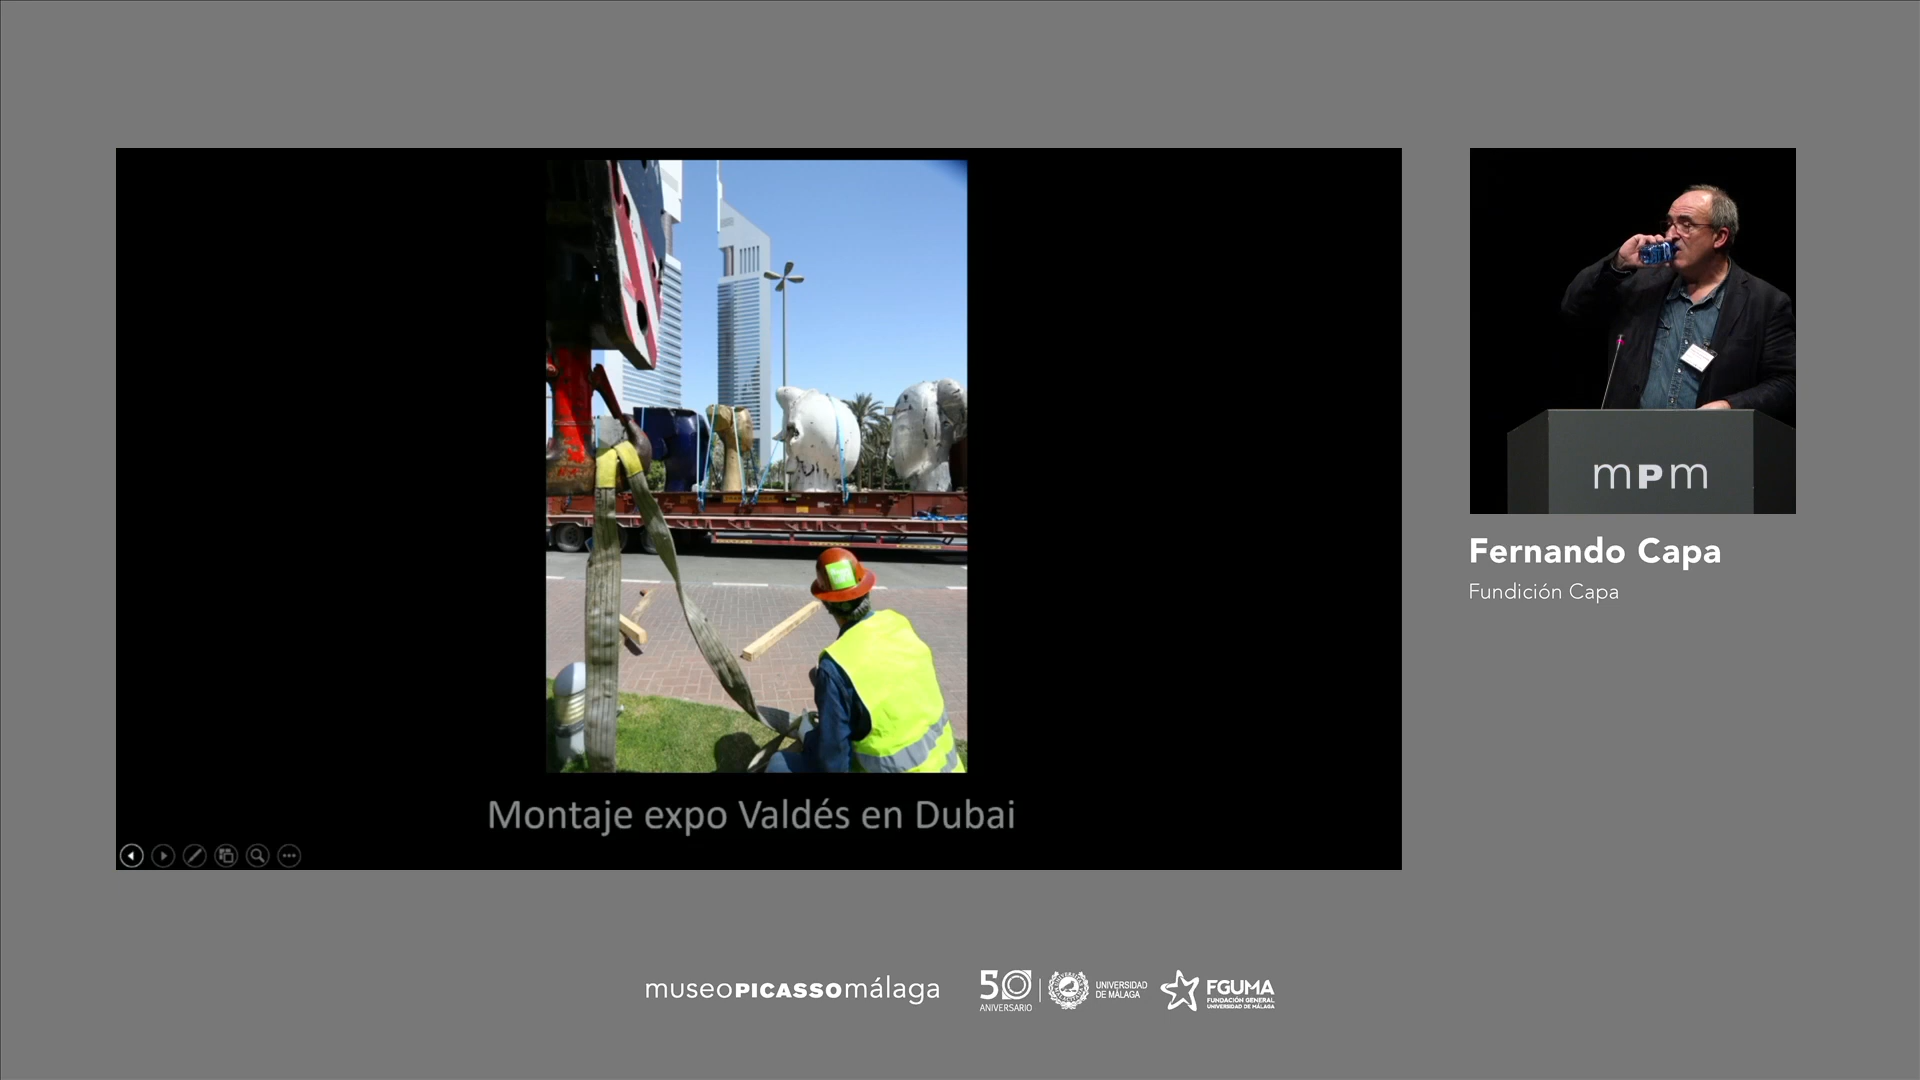 Montaje expo Valdés en Dubai
mPm
Fernando Capa
Fundición Capa
museoPICASSOmálaga
50
ANIVERSARIO
UNIVERSIDAD
DE MÁLAGA
FGUMA
FUNDACIÓN GENERAL
UNIVERSIDAD DE MÁLAGA